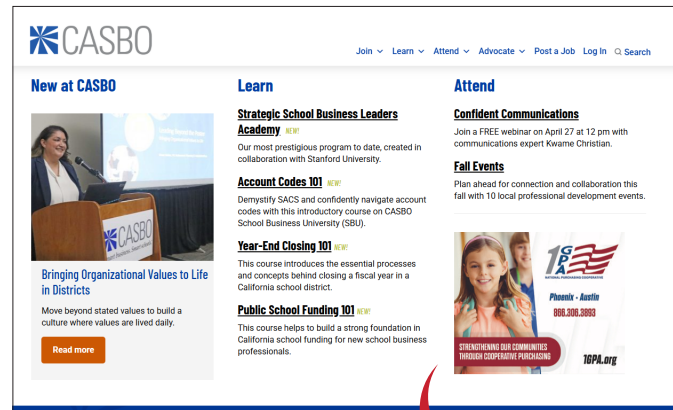 CASBO
Join Learn Attend Advocate Post a Job Log In Search
New at CASBO
CASBO
Bringing Organizational Values to Life
in Districts
Move beyond stated values to build a
culture where values are lived daily.
Read more
Learn
Strategic School Business Leaders
Academy NEW!
Our most prestigious program to date, created in
collaboration with Stanford University.
Account Codes 101 NEW!
Demystify SACS and confidently navigate account
codes with this introductory course on CASBO
School Business University (SBU).
Year-End Closing 101 NEW!
This course introduces the essential processes
and concepts behind closing a fiscal year in a
California school district.
Public School Funding 101 NEW!
This course helps to build a strong foundation in
California school funding for new school business
professionals.
Attend
Confident Communications
Join a FREE webinar on April 27 at 12 pm with
communications expert Kwame Christian.
Fall Events
Plan ahead for connection and collaboration this
fall with 10 local professional development events.
1GPA
NATIONAL PURCHASING COOPERATIVE
Phoenix • Austin
866.306.3893
STRENGTHENING OUR COMMUNITIES
THROUGH COOPERATIVE PURCHASING
1GPA.org